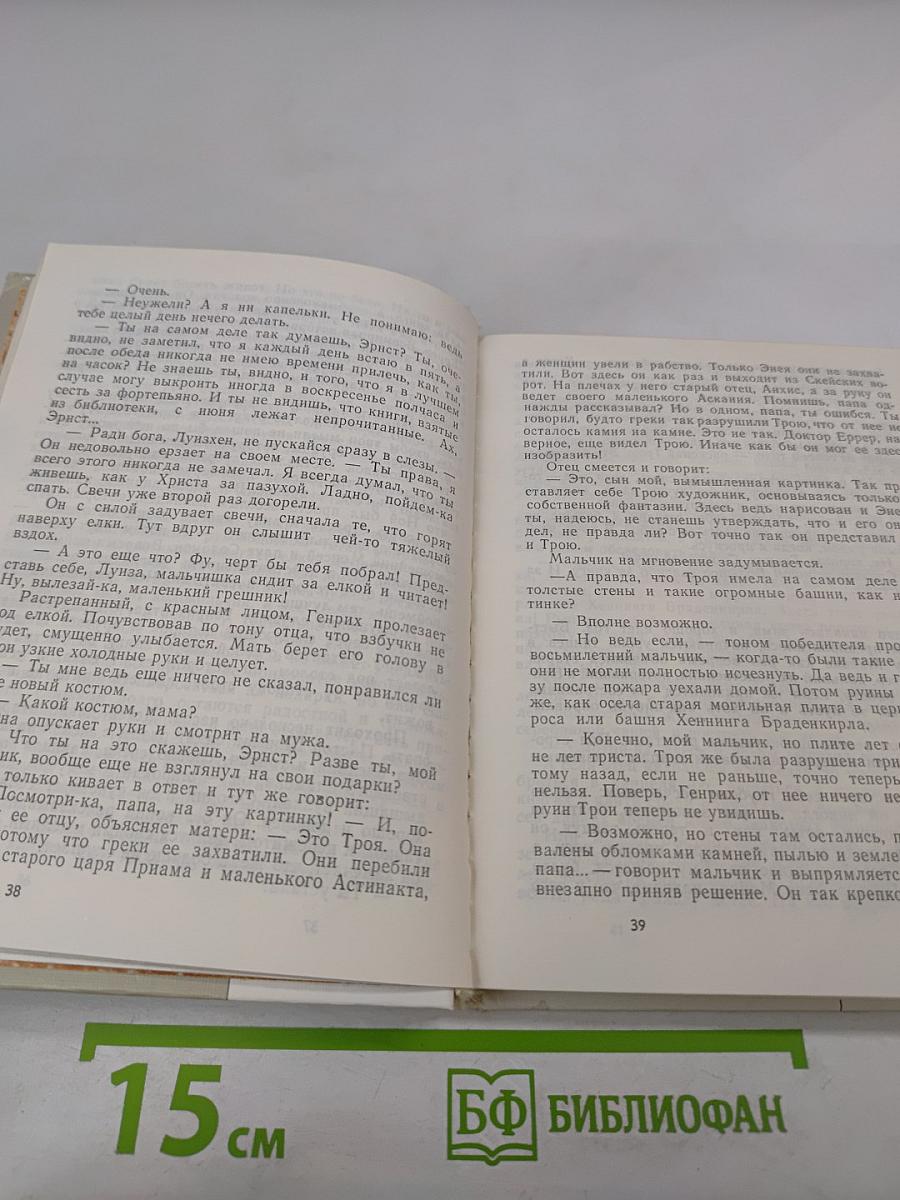 — Очень.
— Неужели? А я ни капельки. Не понимаю: ведь
тебе целый день нечего делать.
— Ты на самом деле так думаешь, Эрнст? Ты, оче-
видно, не заметил, что я каждый день встаю в пять, а
после обеда никогда не имею времени прилечь, как ты,
на часок? Не знаешь ты, видно, и того, что я в лучшем
случае могу выкроить иногда в воскресенье полчаса и
сесть за фортепьяно. И ты не видишь, что книги, взятые
из библиотеки, с июня лежат непрочитанные. Ах,
Эрнст...
— Ради бога, Луизхен, не пускайся сразу в слезы. —
Он недовольно ерзает на своем месте. — Ты права, я
всего этого никогда не замечал. Я всегда думал, что ты
живешь, как у Христа за пазухой. Ладно, пойдем-ка
спать. Свечи уже второй раз догорели.
Он с силой задувает свечи, сначала те, что горят
наверху елки. Тут вдруг он слышит чей-то тяжелый
вздох.
— А это еще что? Фу, черт бы тебя побрал! Пред-
ставь себе, Луиза, мальчишка сидит за елкой и читает!
Ну, вылезай-ка, маленький грешник!
Растрепанный, с красным лицом, Генрих пролезает
од елкой. Почувствовав по тону отца, что взбучки не
удет, смущенно улыбается. Мать берет его голову в
ои узкие холодные руки и целует.
— Ты мне ведь еще ничего не сказал, понравился ли
е новый костюм.
— Какой костюм, мама?
на опускает руки и смотрит на мужа.
Что ты на это скажешь, Эрнст? Разве ты, мой
ик, вообще еще не взглянул на свои подарки?
только кивает в ответ и тут же говорит:
Посмотри-ка, папа, на эту картинку! — И, по-
ее отцу, объясняет матери: — Это Троя. Она
отому что греки ее захватили. Они перебили
старого царя Приама и маленького Астинакта,
38
а женщин увели в рабство. Только Энея они не захва-
тили. Вот здесь он как раз и выходит из Скейских во-
рот. На плечах у него старый отец, Анхис, а за руку он
ведет своего маленького Аскания. Помнишь, папа од-
нажды рассказывал? Но в одном, папа, ты ошибся. Ты
говорил, будто греки так разрушили Трою, что от нее не
осталось камня на камне. Это не так. Доктор Еррер, на
верное, еще видел Трою. Иначе как бы он мог ее здес
изобразить!
Отец смеется и говорит:
— Это, сын мой, вымышленная картинка. Так пр
ставляет себе Трою художник, основываясь только
собственной фантазии. Здесь ведь нарисован и Эне
ты, надеюсь, не станешь утверждать, что и его он
дел, не правда ли? Вот точно так он представил
и Трою.
Мальчик на мгновение задумывается.
—А правда, что Троя имела на самом деле
толстые стены и такие огромные башни, как н
тинке?
— Вполне возможно.
— Но ведь если, — тоном победителя про
восьмилетний мальчик, — когда-то были такие
они не могли полностью исчезнуть. Да ведь и г
зу после пожара уехали домой. Потом руины
же, как осела старая могильная плита в церк
роса или башня Хеннинга Браденкирла.
— Конечно, мой мальчик, но плите лет
не лет триста. Троя же была разрушена три
тому назад, если не раньше, точно теперь
нельзя. Поверь, Генрих, от нее ничего не
руин Трои теперь не увидишь.
— Возможно, но стены там остались, п
валены обломками камней, пылью и земле
папа... — говорит мальчик и выпрямляется
внезапно приняв решение. Он так крепко
39
15 см
БФ БИБЛИОФАН